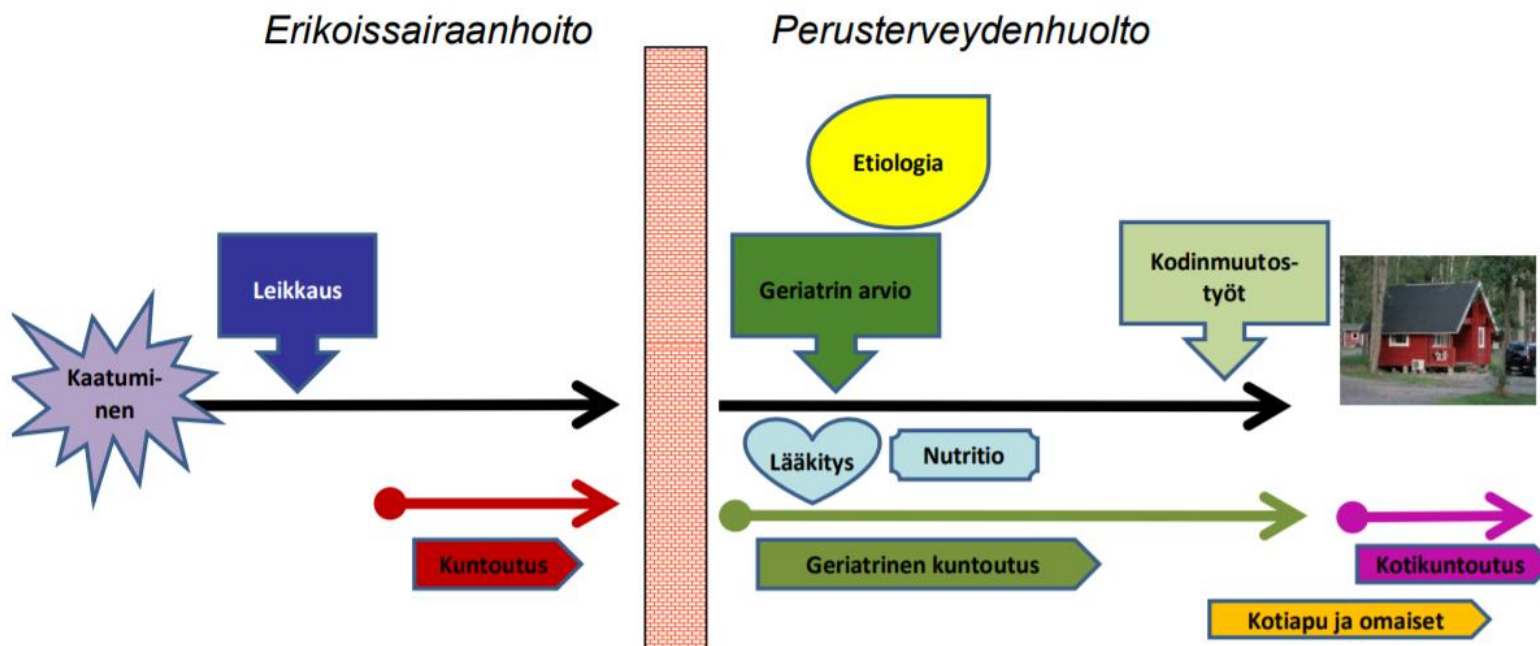 Erikoissairaanhoito
Perusterveydenhuolto
Etiologia
Leikkaus
Geriatrin arvio
Kodinmuutos-
työt
Kaatumi-
nen
Lääkitys
Nutritio
Kuntoutus
Geriatrinen kuntoutus
Kotikuntoutus
Kotiapu ja omaiset